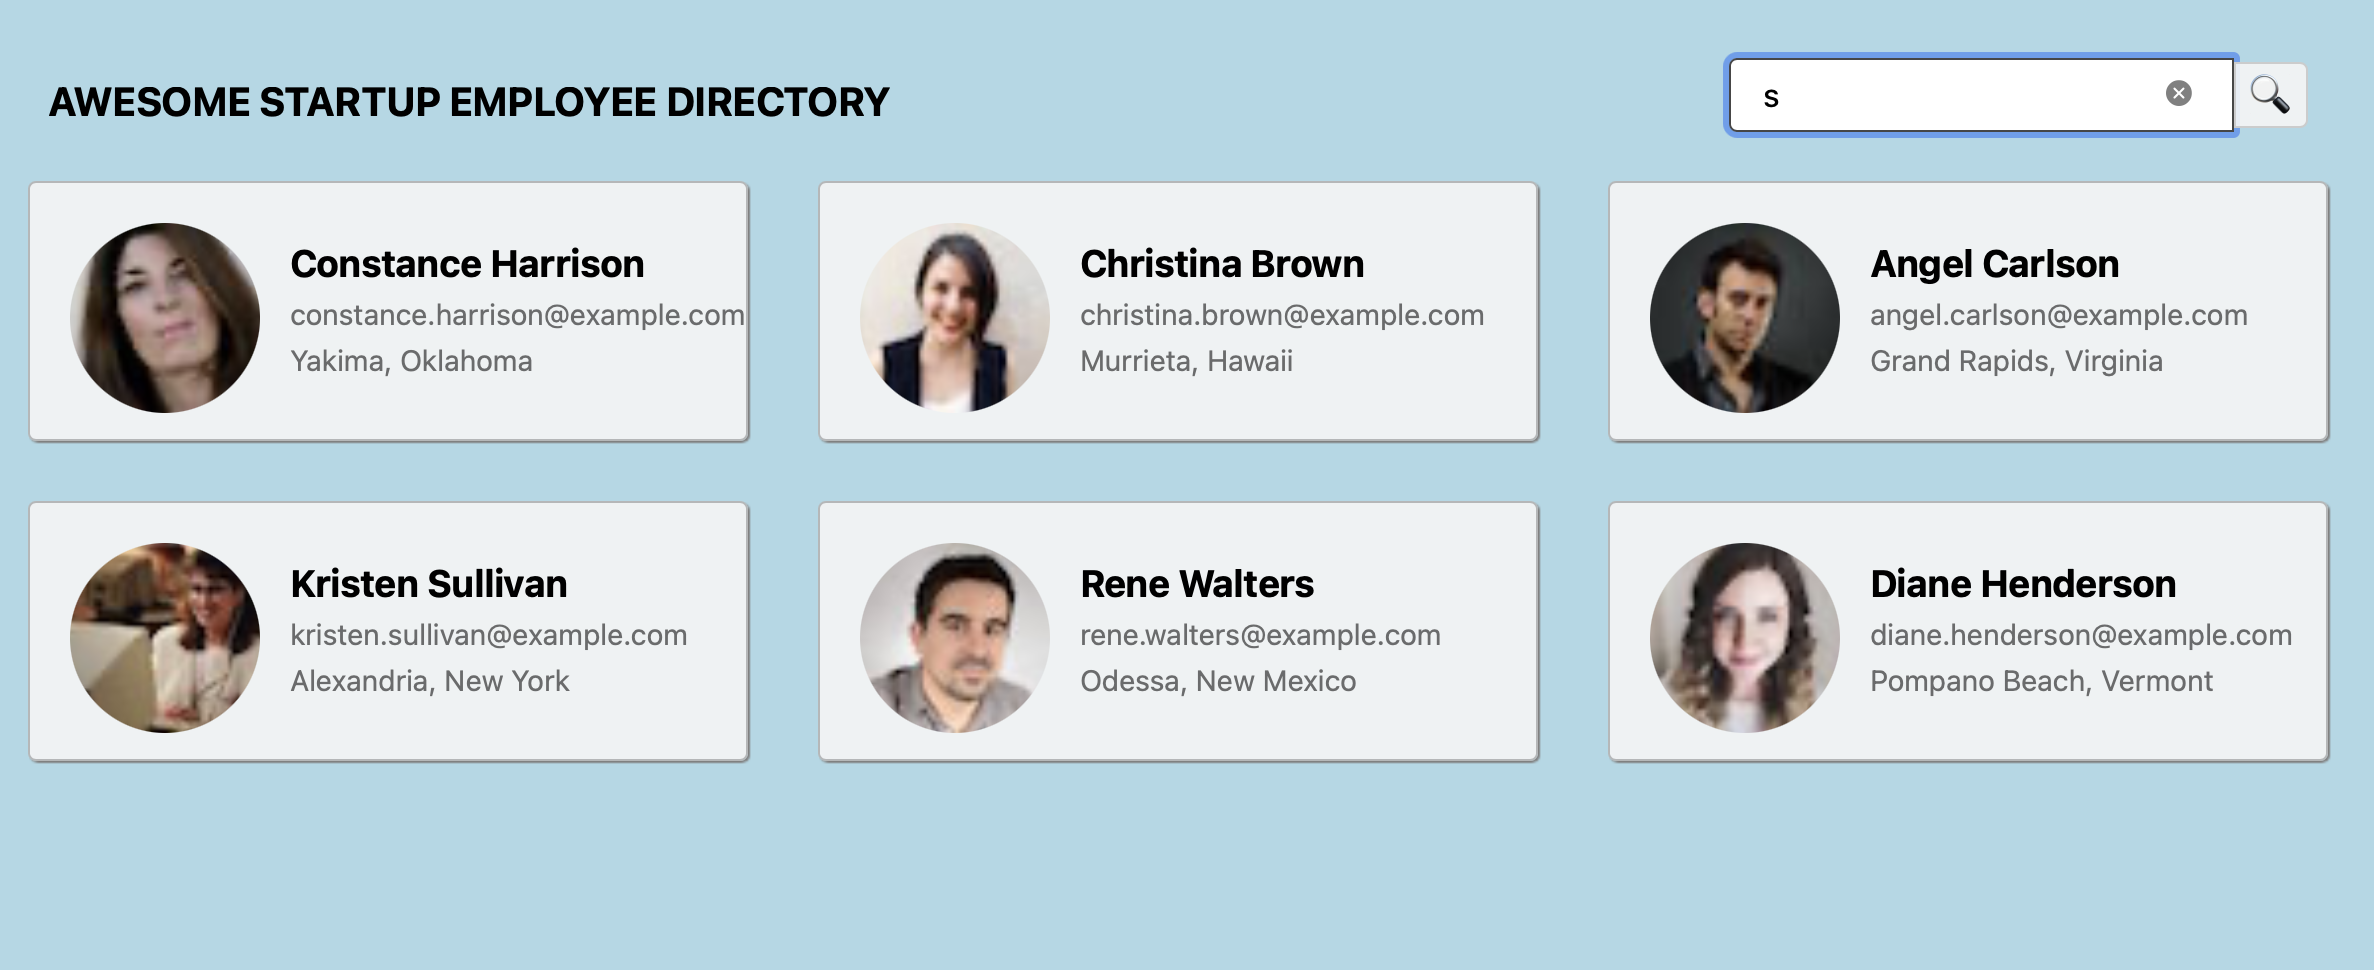 AWESOME STARTUP EMPLOYEE DIRECTORY
s
Constance Harrison
constance.harrison@example.com
Yakima, Oklahoma
Christina Brown
christina.brown@example.com
Murrieta, Hawaii
Angel Carlson
angel.carlson@example.com
Grand Rapids, Virginia
Kristen Sullivan
kristen.sullivan@example.com
Alexandria, New York
Rene Walters
rene.walters@example.com
Odessa, New Mexico
Diane Henderson
diane.henderson@example.com
Pompano Beach, Vermont